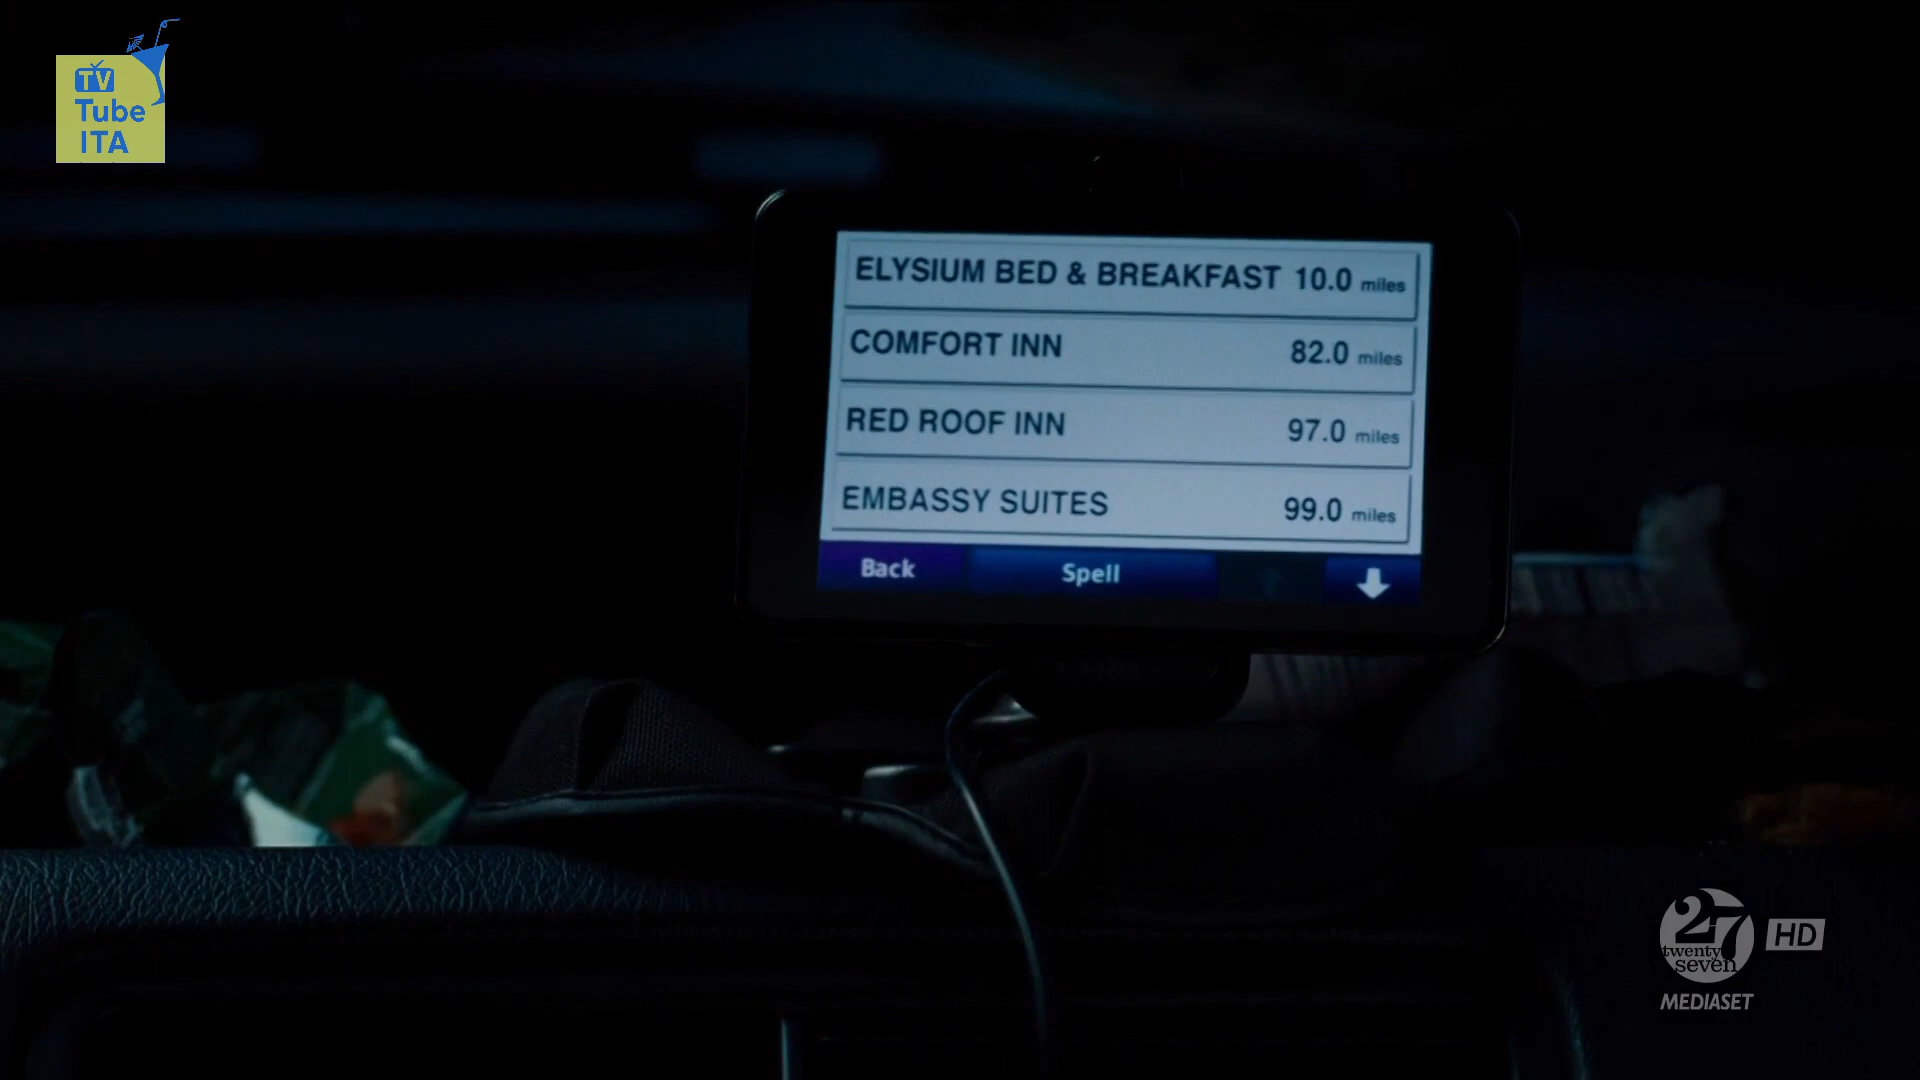 TV
Tube
ITA
ELYSIUM BED & BREAKFAST 10.0 miles
COMFORT INN 82.0 miles
RED ROOF INN 97.0 miles
EMBASSY SUITES 99.0 miles
Back Spell
27
twenty
seven
HD
MEDIASET